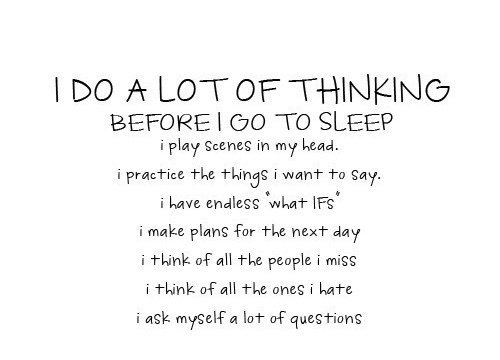 I DO A LOT OF THINKING
BEFORE I GO TO SLEEP
i play scenes in my head.
i practice the things i want to say.
i have endless "what IFs"
i make plans for the next day
i think of all the people i miss
i think of all the ones i hate
i ask myself a lot of questions